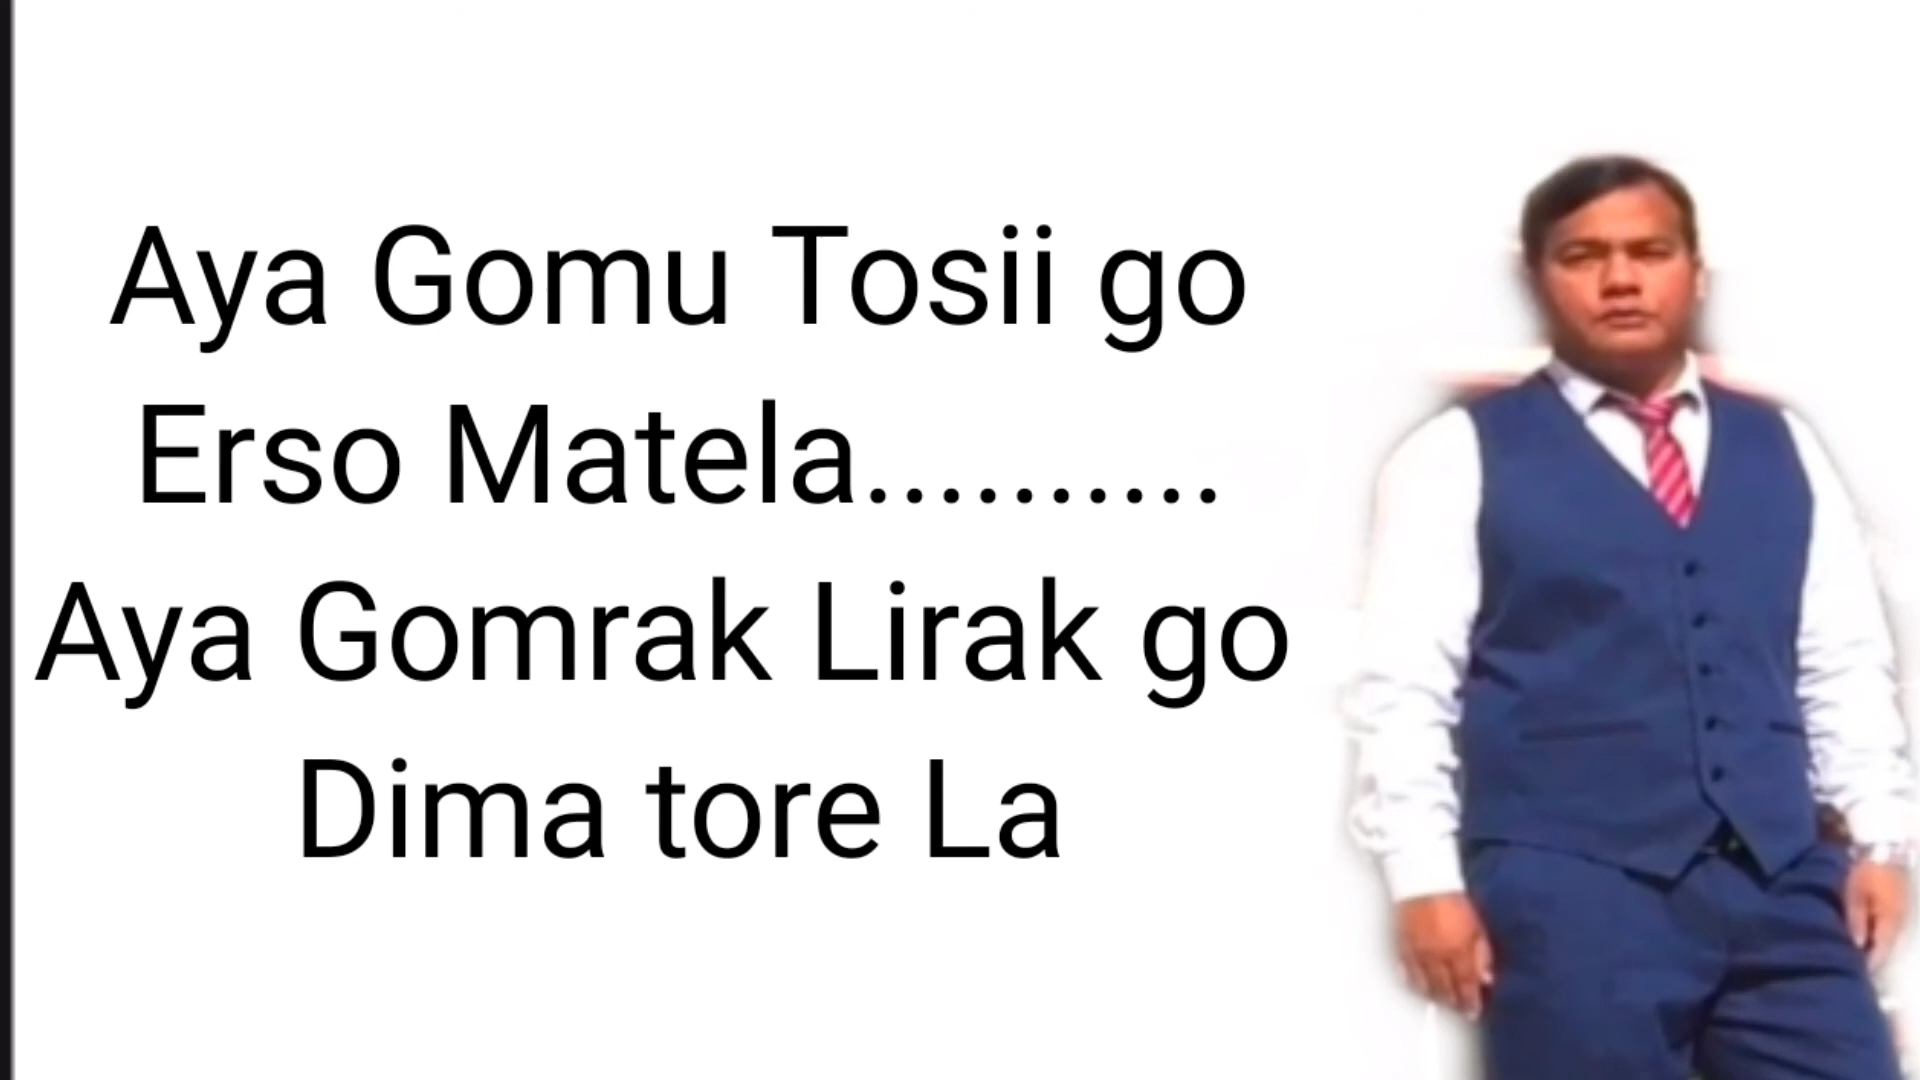 Aya Gomu Tosii go
Erso Matela..........
Aya Gomrak Lirak go
Dima tore La